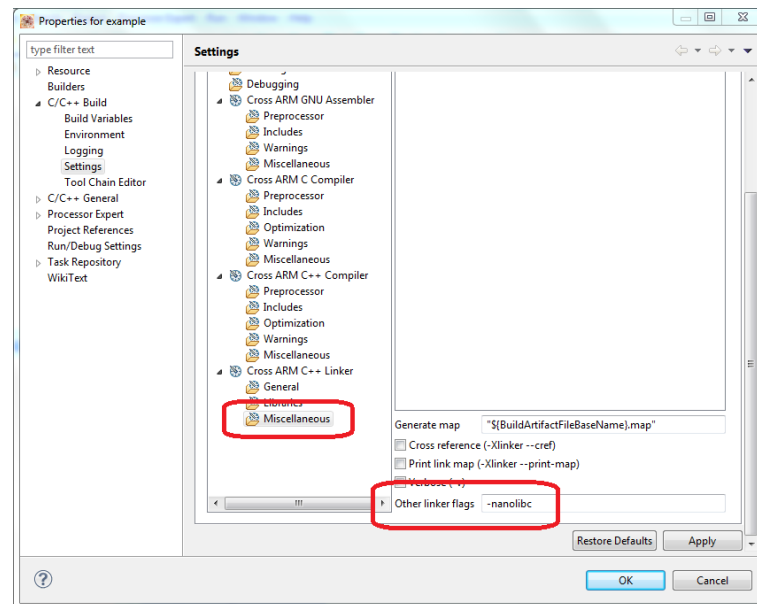 Properties for example
type filter text
Resource
Builders
C/C++ Build
Build Variables
Environment
Logging
Settings
Tool Chain Editor
C/C++ General
Processor Expert
Project References
Run/Debug Settings
Task Repository
WikiText
Settings
Debugging
Cross ARM GNU Assembler
Preprocessor
Includes
Warnings
Miscellaneous
Cross ARM C Compiler
Preprocessor
Includes
Optimization
Warnings
Miscellaneous
Cross ARM C++ Compiler
Preprocessor
Includes
Optimization
Warnings
Miscellaneous
Cross ARM C++ Linker
General
Libraries
Miscellaneous
Generate map "${BuildArtifactFileBaseName}.map"
Cross reference (-Xlinker --cref)
Print link map (-Xlinker --print-map)
Verbose (-v)
Other linker flags -nanolibc
Restore Defaults Apply
OK Cancel